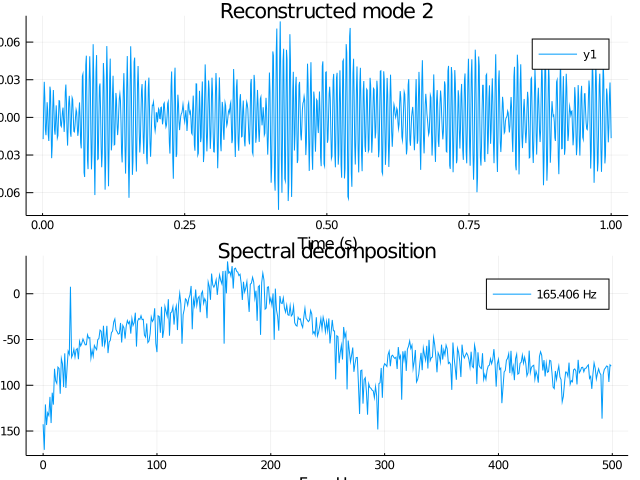 Reconstructed mode 2
0.06
y1
0.03
0.00
0.03
0.06
0.00 0.25 0.50 0.75 1.00
Time (s)
Spectral decomposition
0
165.406 Hz
-50
100
150
0 100 200 300 400 500